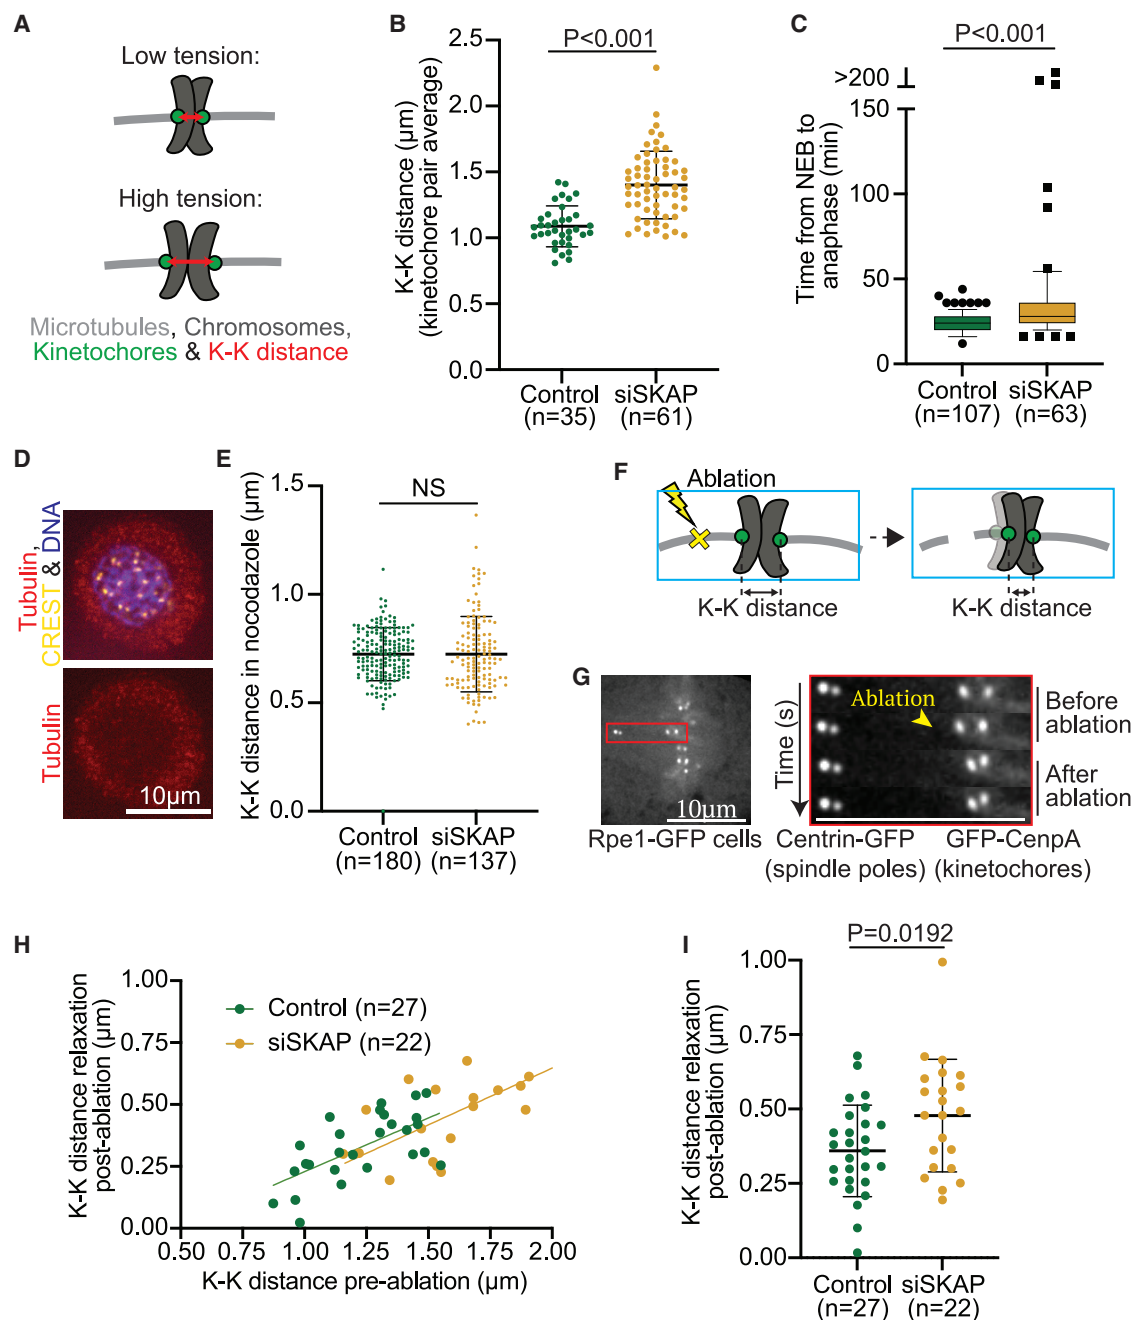 A
Low tension:
High tension:
Microtubules, Chromosomes,
Kinetochores & K-K distance
B
K-K distance (μm)
(kinetochore pair average)
2.5
2.0
1.5
1.0
0.5
0.0
P<0.001
Control
(n=35)
siSKAP
(n=61)
C
Time from NEB to
anaphase (min)
P<0.001
>200
150
100
50
0
Control
(n=107)
siSKAP
(n=63)
D
Tubulin,
CREST & DNA
Tubulin
10μm
E
K-K distance in nocodazole (μm)
1.5
1.0
0.5
0.0
NS
Control
(n=180)
siSKAP
(n=137)
F
Ablation
K-K distance
K-K distance
G
10μm
Rpe1-GFP cells
Time (s)
Ablation
Before
ablation
After
ablation
Centrin-GFP
(spindle poles)
GFP-CenpA
(kinetochores)
H
K-K distance relaxation
post-ablation (μm)
1.00
0.75
0.50
0.25
0.00
Control (n=27)
siSKAP (n=22)
0.50 0.75 1.00 1.25 1.50 1.75 2.00
K-K distance pre-ablation (μm)
I
K-K distance relaxation
post-ablation (μm)
P=0.0192
1.00
0.75
0.50
0.25
0.00
Control
(n=27)
siSKAP
(n=22)